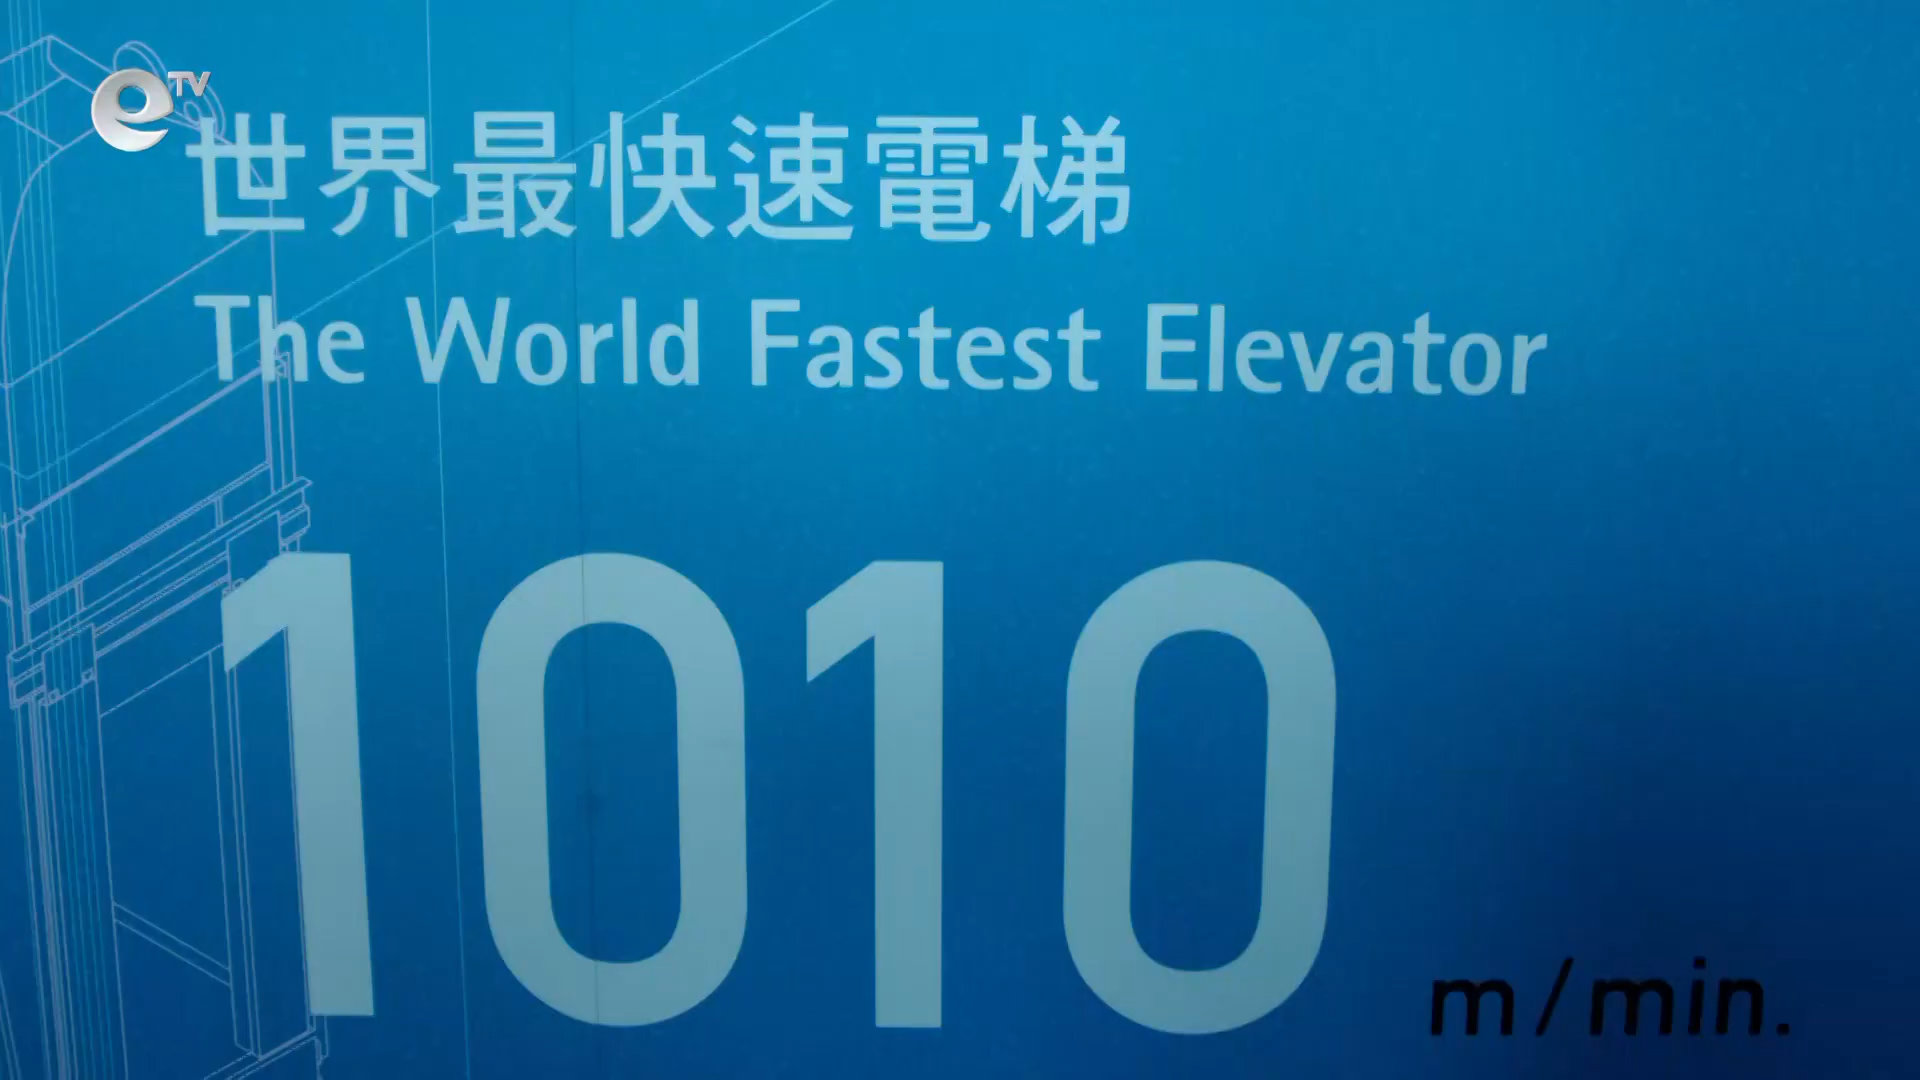 eTV
世界最快速電梯
The World Fastest Elevator
1010
m/min.